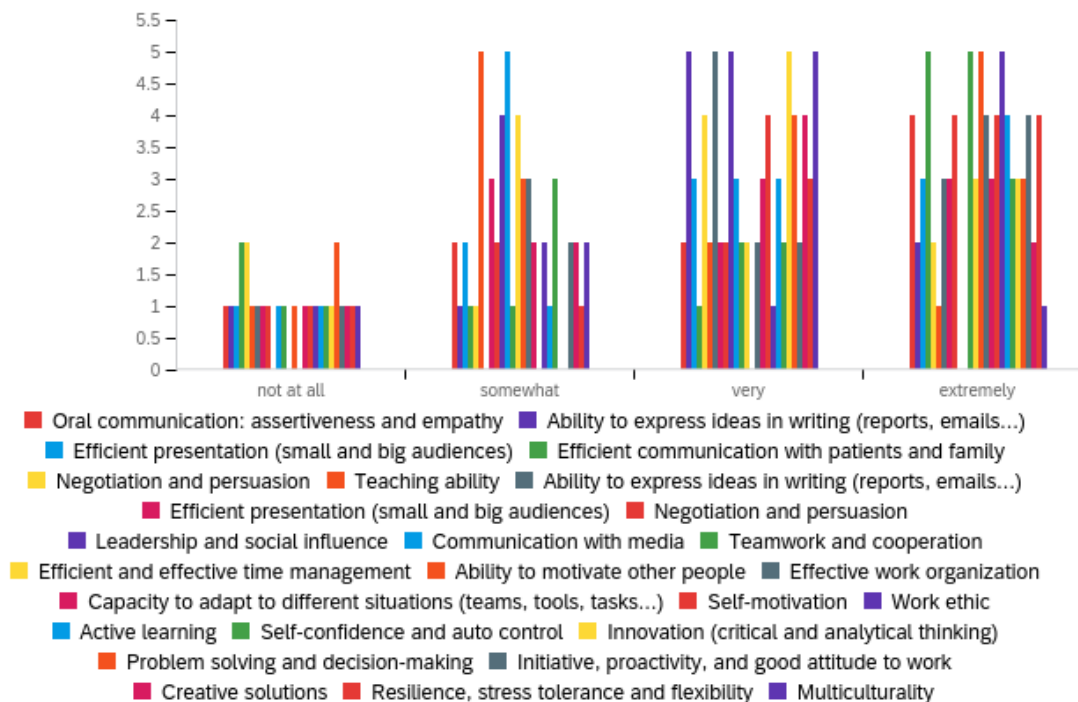 5.5
5
4.5
4
3.5
3
2.5
2
1.5
1
0.5
0
not at all somewhat very extremely
Oral communication: assertiveness and empathy Ability to express ideas in writing (reports, emails...)
Efficient presentation (small and big audiences) Efficient communication with patients and family
Negotiation and persuasion Teaching ability Ability to express ideas in writing (reports, emails...)
Efficient presentation (small and big audiences) Negotiation and persuasion
Leadership and social influence Communication with media Teamwork and cooperation
Efficient and effective time management Ability to motivate other people Effective work organization
Capacity to adapt to different situations (teams, tools, tasks...) Self-motivation Work ethic
Active learning Self-confidence and auto control Innovation (critical and analytical thinking)
Problem solving and decision-making Initiative, proactivity, and good attitude to work
Creative solutions Resilience, stress tolerance and flexibility Multiculturality